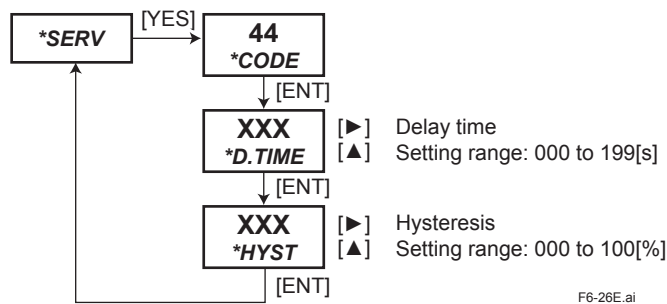 [YES]
*SERV
44
*CODE
[ENT]
XXX
*D.TIME
[►] Delay time
[▲] Setting range: 000 to 199[s]
[ENT]
XXX
*HYST
[►] Hysteresis
[▲] Setting range: 000 to 100[%]
[ENT]
F6-26E.ai